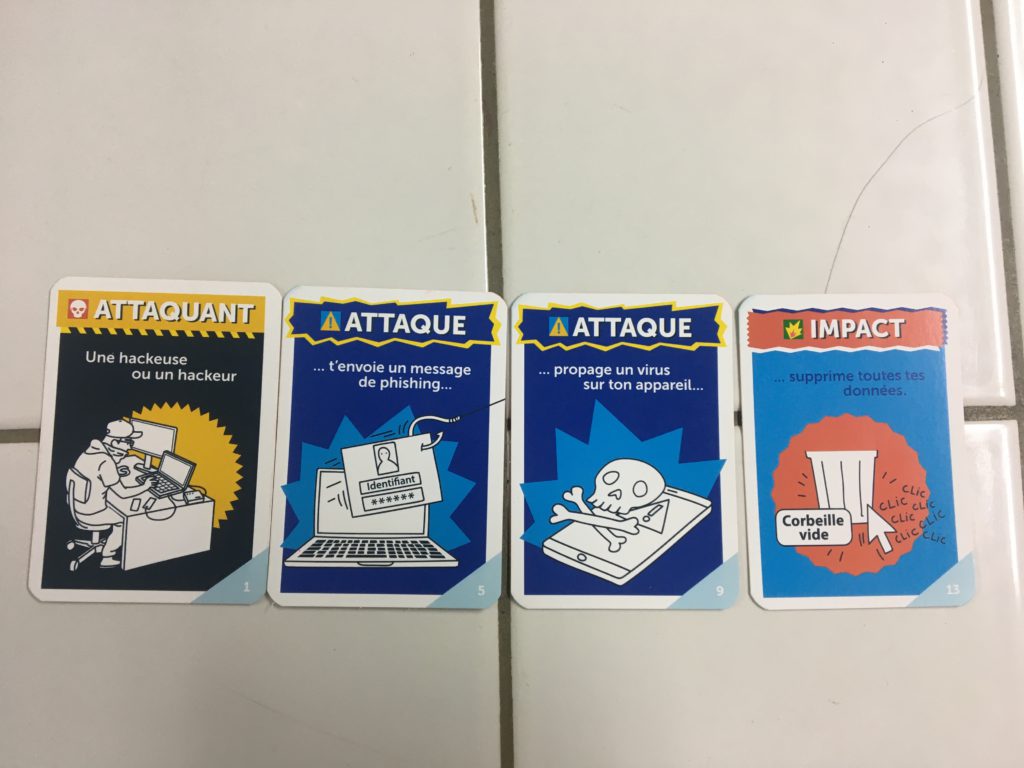 ATTAQUANT
Une hackeuse
ou un hackeur
1
ATTAQUE
... t'envoie un message
de phishing...
Identifiant
******
5
ATTAQUE
... propage un virus
sur ton appareil...
9
IMPACT
... supprime toutes tes
données.
Corbeille
vide
CLIC
CLIC CLIC
CLIC CLIC
CLIC CLIC
13